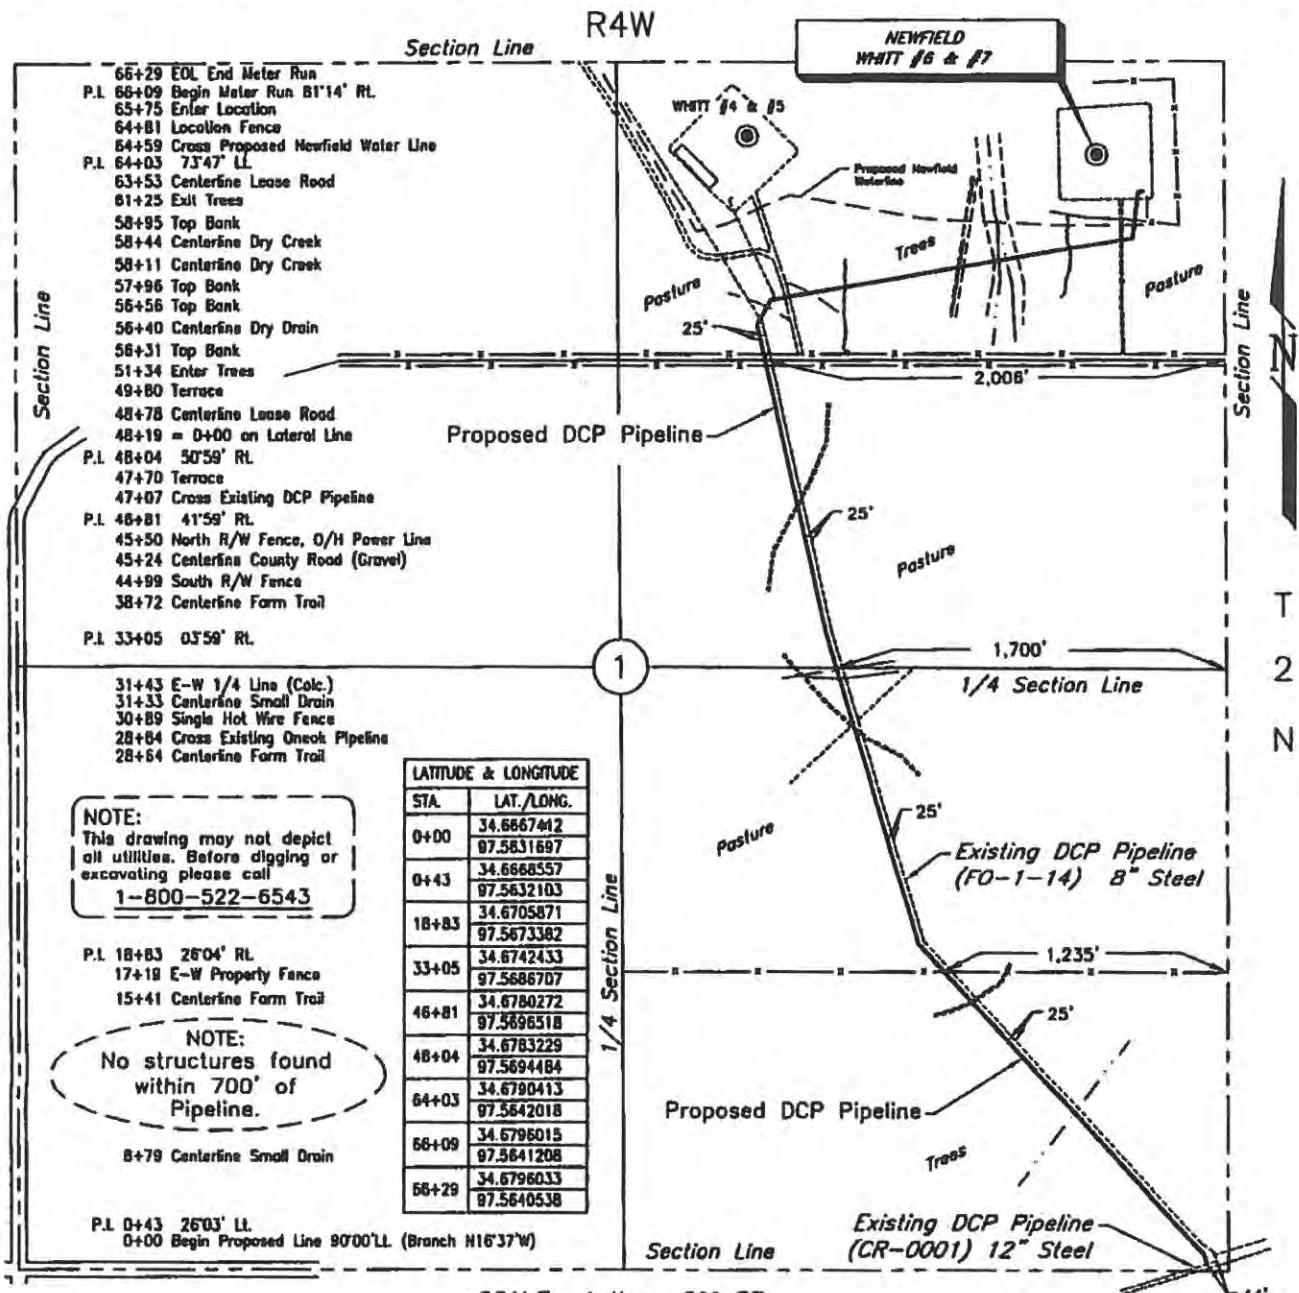 R4W
Section Line
NEWFIELD
WHITT #6 & #7
66+29 EOL End Meter Run
P.I. 66+09 Begin Meter Run 81°14' Rt.
65+75 Enter Location
64+81 Location Fence
64+59 Cross Proposed Newfield Water Line
P.I. 64+03 73°47' Lt.
63+53 Centerline Lease Road
61+25 Exit Trees
58+95 Top Bank
58+44 Centerline Dry Creek
58+11 Centerline Dry Creek
57+96 Top Bank
56+56 Top Bank
56+40 Centerline Dry Drain
56+31 Top Bank
51+34 Enter Trees
49+80 Terrace
48+78 Centerline Lease Road
48+19 = 0+00 on Lateral Line
P.I. 48+04 50°59' Rt.
47+70 Terrace
47+07 Cross Existing DCP Pipeline
P.I. 46+81 41°59' Rt.
45+50 North R/W Fence, O/H Power Line
45+24 Centerline County Road (Gravel)
44+99 South R/W Fence
38+72 Centerline Farm Trail
P.I. 33+05 03°59' Rt.
31+43 E-W 1/4 Line (Calc.)
31+33 Centerline Small Drain
30+89 Single Hot Wire Fence
28+64 Cross Existing Oneok Pipeline
28+64 Centerline Farm Trail
NOTE:
This drawing may not depict
all utilities. Before digging or
excavating please call
1-800-522-6543
P.I. 18+83 26°04' Rt.
17+18 E-W Property Fence
15+41 Centerline Farm Trail
NOTE:
No structures found
within 700' of
Pipeline.
8+79 Centerline Small Drain
P.I. 0+43 26°03' Lt.
0+00 Begin Proposed Line 90°00'Lt. (Branch N16°37'W)
LATITUDE & LONGITUDE
STA. LAT./LONG.
0+00 34.6667412
97.5631697
0+43 34.6668557
97.5632103
18+83 34.6705871
97.5673382
33+05 34.6742433
97.5686707
46+81 34.6780272
97.5696518
48+04 34.6783229
97.5694484
64+03 34.6790413
97.5642018
66+09 34.6796015
97.5641208
66+29 34.6796033
97.5640538
Section Line
WHITT #4 & #5
Proposed Newfield
Waterline
Trees
Pasture
Pasture
25'
2,006'
Section Line
N
Proposed DCP Pipeline
25'
Pasture
T
2
N
1
1,700'
1/4 Section Line
Pasture
25'
Existing DCP Pipeline
(FO-1-14) 8" Steel
1/4 Section Line
1,235'
25'
Proposed DCP Pipeline
Trees
Existing DCP Pipeline
(CR-0001) 12" Steel
Section Line